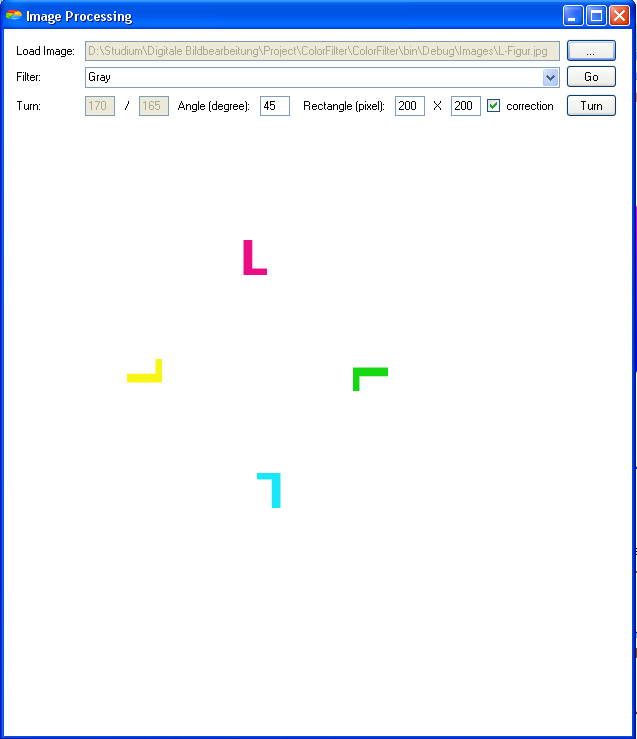 Image Processing
Load Image: D:\Studium\Digitale Bildbearbeitung\Project\ColorFilter\ColorFilter\bin\Debug\Images\L-Figur.jpg ...
Filter: Gray Go
Turn: 170 / 165 Angle (degree): 45 Rectangle (pixel): 200 X 200 correction Turn
L